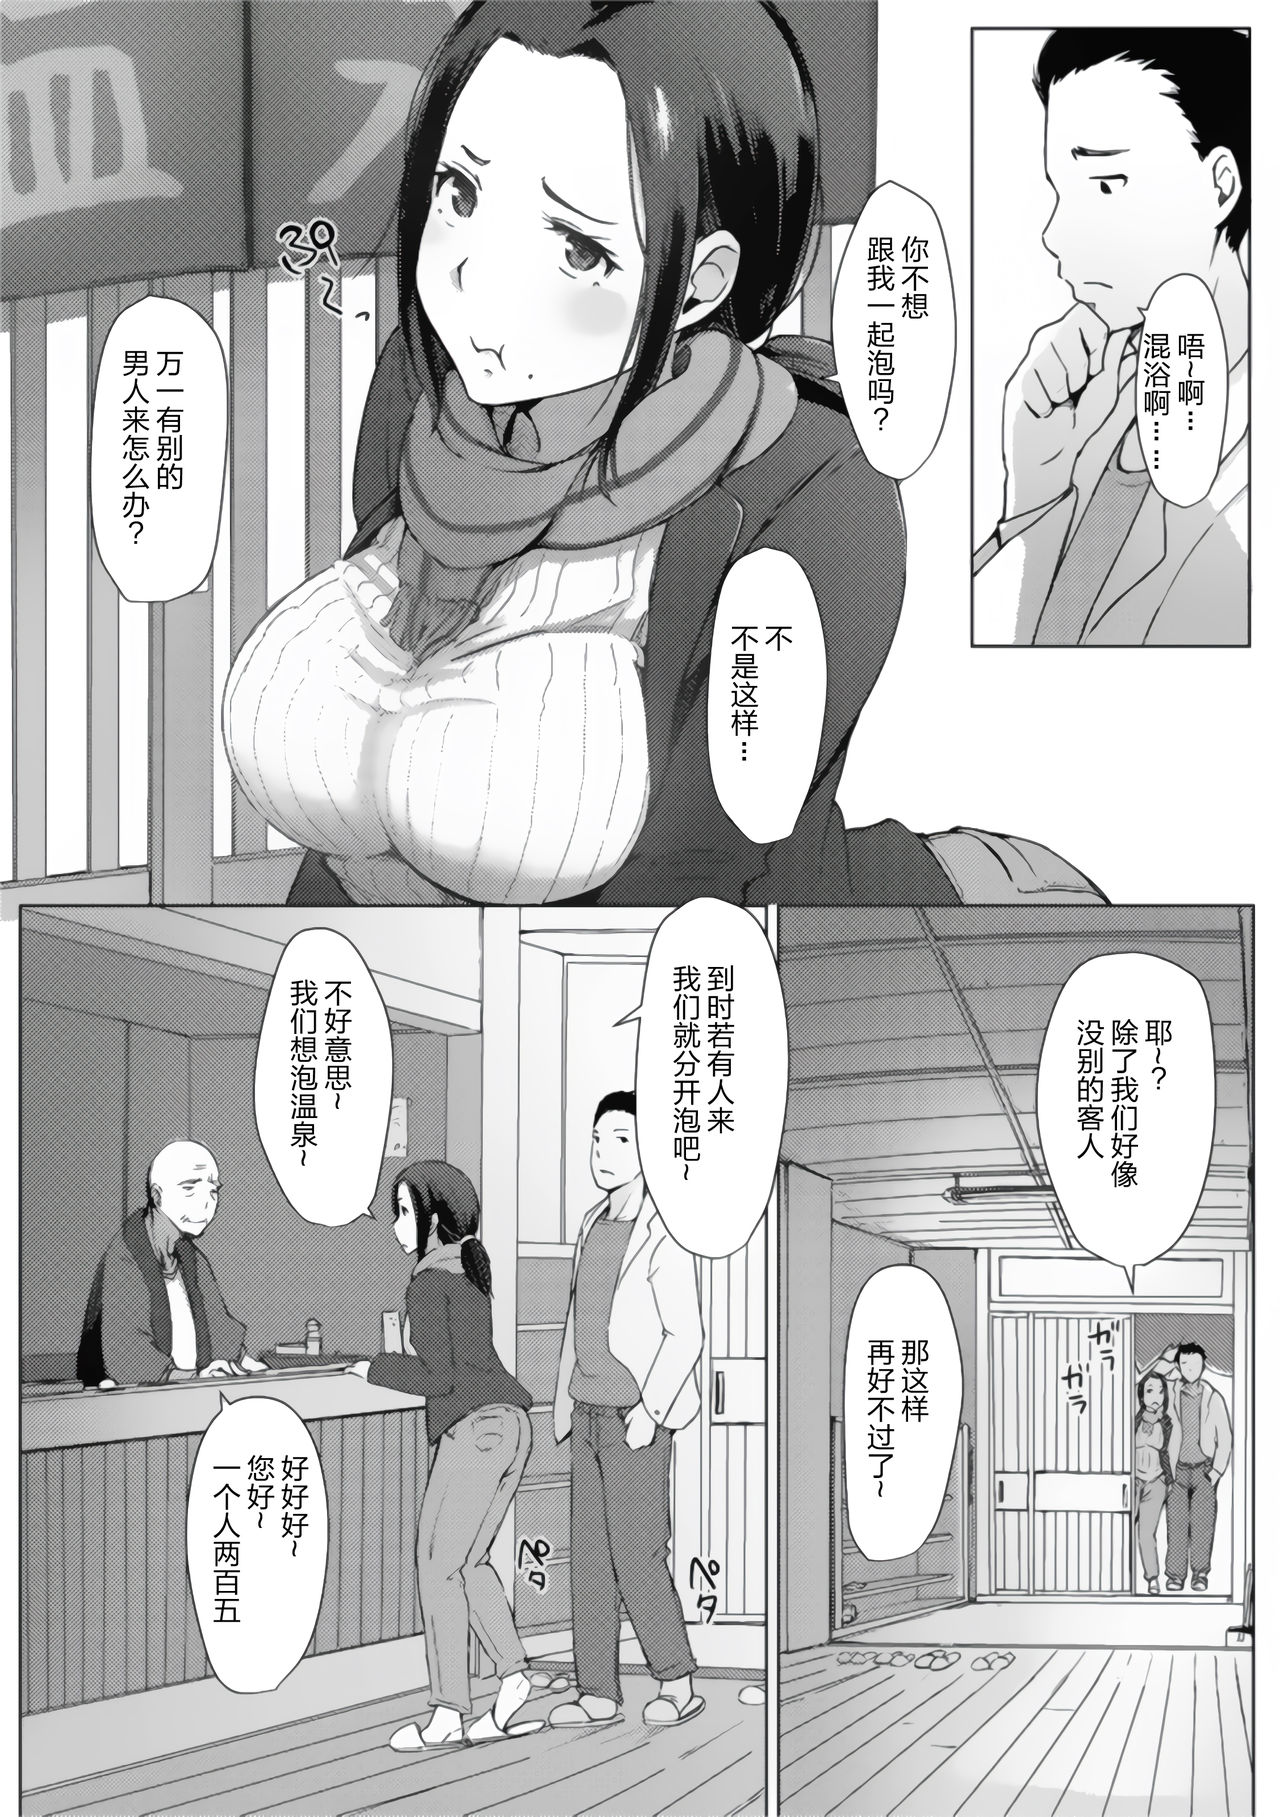 唔~啊…
混浴啊……
你不想
跟我一起泡吗？
不
不是这样…
万一有别的
男人来怎么办？
耶~？
除了我们好像
没别的客人
ガラ
ガラ
那这样
再好不过了~
到时若有人来
我们就分开泡吧~
不好意思~
我们想泡温泉~
好好好~
您好~
一个人两百五
ペタ
ペタ